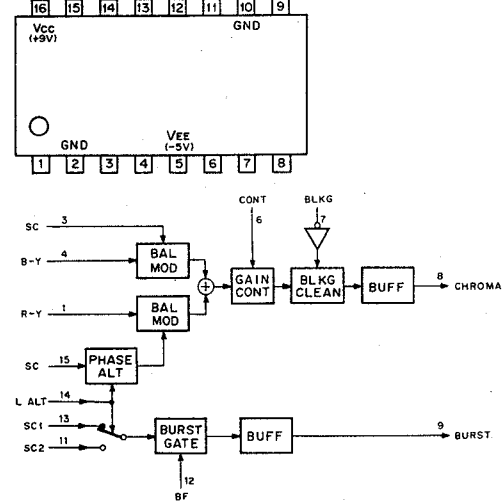 16 15 14 13 12 11 10 9
VCC GND
(+9V)
GND VEE
(-5V)
1 2 3 4 5 6 7 8
CONT BLKG
SC 3 6 7
B-Y 4 BAL
MOD
GAIN
CONT
BLKG
CLEAN
BUFF
8 CHROMA
R-Y 1 BAL
MOD
SC 15 PHASE
ALT
L ALT 14
SC1 13
SC2 11
BURST
GATE
BUFF
9 BURST
12
BF